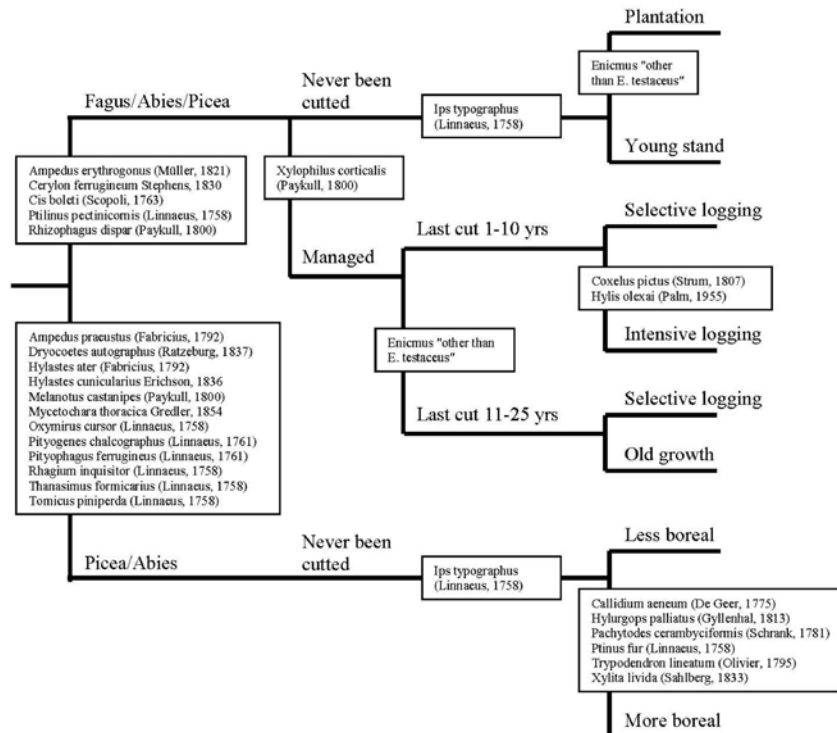 Plantation
Fagus/Abies/Picea
Never been
cutted
Enicmus "other
than E. testaceus"
Ips typographus
(Linnaeus, 1758)
Young stand
Ampedus erythrogonus (Müller, 1821)
Cerylon ferrugineum Stephens, 1830
Cis boleti (Scopoli, 1763)
Ptilinus pectinicornis (Linnaeus, 1758)
Rhizophagus dispar (Paykull, 1800)
Xylophilus corticalis
(Paykull, 1800)
Managed
Last cut 1-10 yrs
Selective logging
Coxelus pictus (Strum, 1807)
Hylis olexai (Palm, 1955)
Intensive logging
Enicmus "other than
E. testaceus"
Last cut 11-25 yrs
Selective logging
Old growth
Ampedus praeustus (Fabricius, 1792)
Dryocoetes autographus (Ratzeburg, 1837)
Hylastes ater (Fabricius, 1792)
Hylastes cunicularius Erichson, 1836
Melanotus castanipes (Paykull, 1800)
Mycetochara thoracica Gredler, 1854
Oxymirus cursor (Linnaeus, 1758)
Pityogenes chalcographus (Linnaeus, 1761)
Pityophagus ferrugineus (Linnaeus, 1761)
Rhagium inquisitor (Linnaeus, 1758)
Thanasimus formicarius (Linnaeus, 1758)
Tomicus piniperda (Linnaeus, 1758)
Picea/Abies
Never been
cutted
Ips typographus
(Linnaeus, 1758)
Less boreal
Callidium aeneum (De Geer, 1775)
Hylurgops palliatus (Gyllenhal, 1813)
Pachytodes cerambyciformis (Schrank, 1781)
Ptinus fur (Linnaeus, 1758)
Trypodendron lineatum (Olivier, 1795)
Xylita livida (Sahlberg, 1833)
More boreal